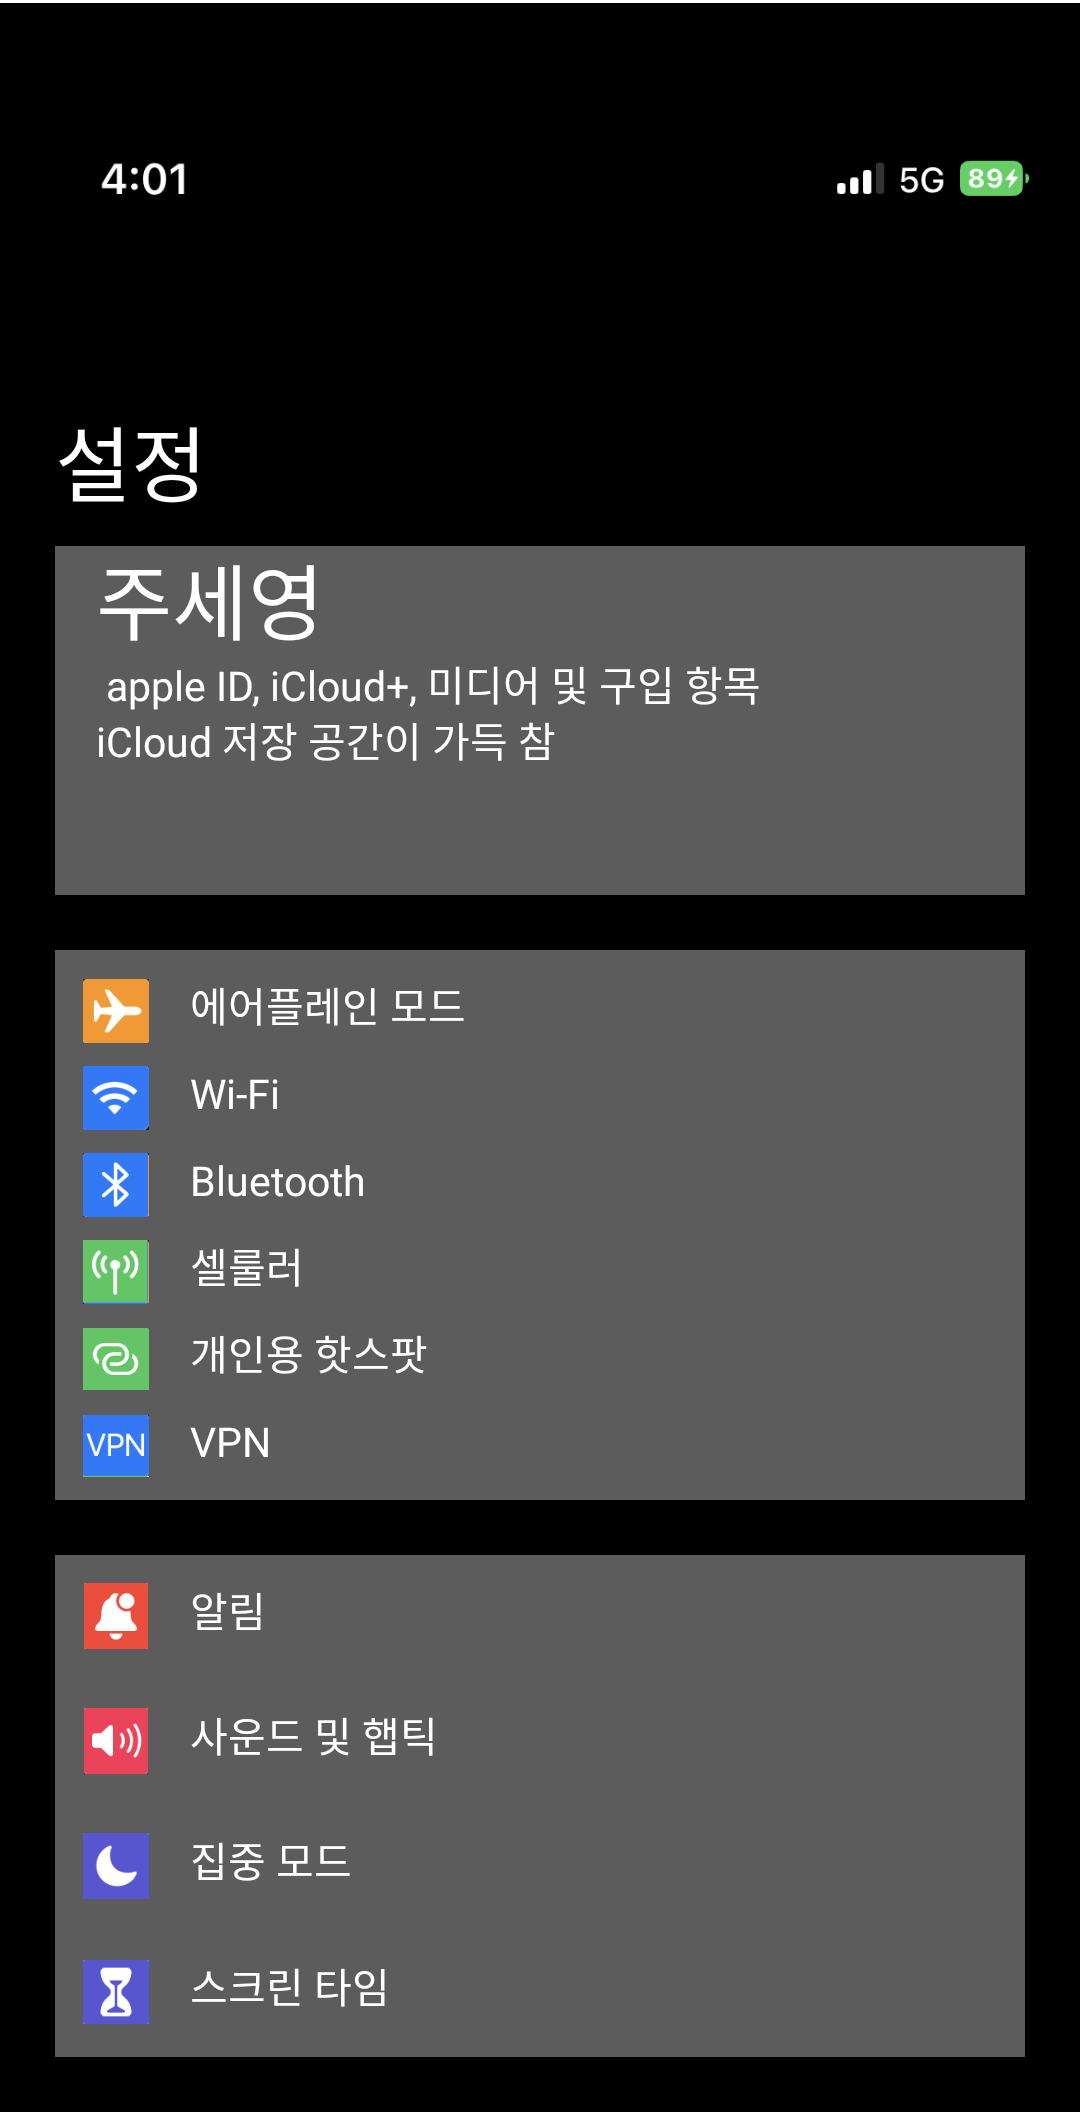 4:01
5G 89
설정
주세영
apple ID, iCloud+, 미디어 및 구입 항목
iCloud 저장 공간이 가득 참
에어플레인 모드
Wi-Fi
Bluetooth
셀룰러
개인용 핫스팟
VPN VPN
알림
사운드 및 햅틱
집중 모드
스크린 타임